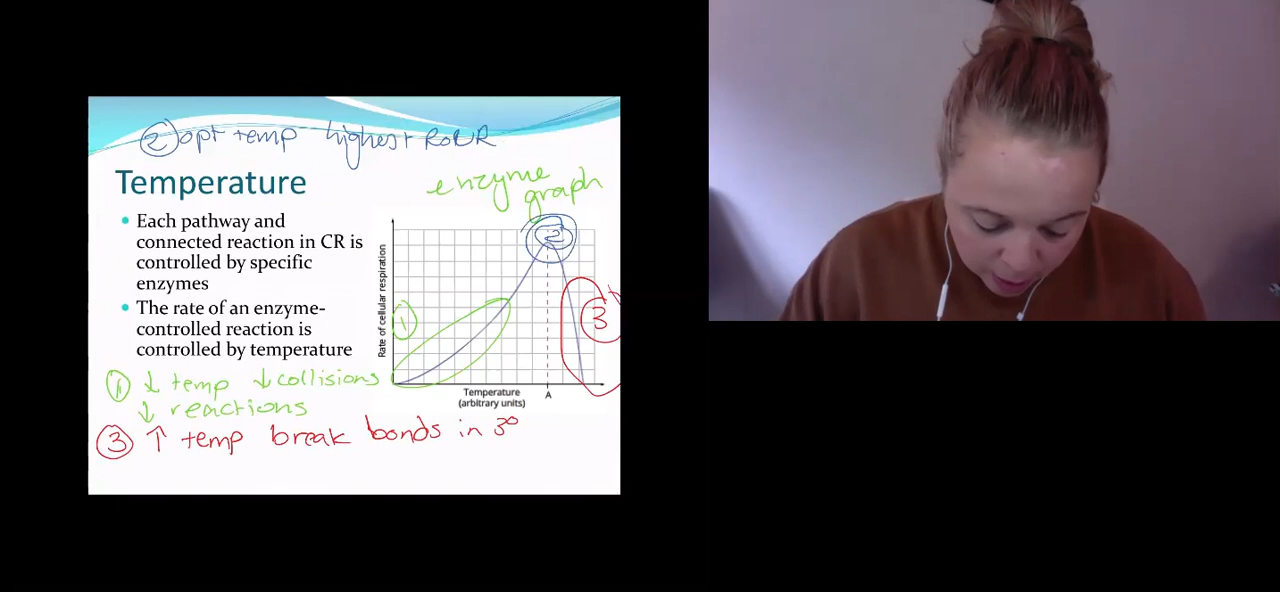 ② opt temp highest RoCR
Temperature
enzyme
graph
• Each pathway and
connected reaction in CR is
controlled by specific
enzymes
• The rate of an enzyme-
controlled reaction is
controlled by temperature
Rate of cellular respiration
①
②
③
A
Temperature
(arbitrary units)
① ↓ temp ↓ collisions
↓ reactions
③ ↑ temp break bonds in 3°